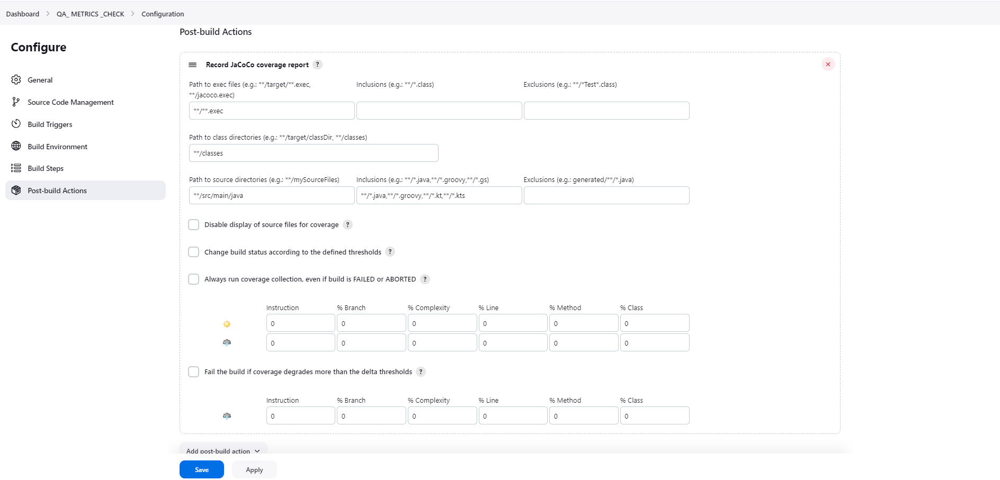 Dashboard > QA_ METRICS _CHECK > Configuration
Post-build Actions
Configure
General
Source Code Management
Build Triggers
Build Environment
Build Steps
Post-build Actions
Record JaCoCo coverage report ?
Path to exec files (e.g.: **/target/**.exec,
**/jacoco.exec)
Inclusions (e.g.: **/*.class)
Exclusions (e.g.: **/*Test*.class)
**/**.exec
Path to class directories (e.g.: **/target/classDir, **/classes)
**/classes
Path to source directories (e.g.: **/mySourceFiles)
Inclusions (e.g.: **/*.java,**/*.groovy,**/*.gs)
Exclusions (e.g.: generated/**/*.java)
**/src/main/java
**/*.java,**/*.groovy,**/*.kt,**/*.kts
Disable display of source files for coverage ?
Change build status according to the defined thresholds ?
Always run coverage collection, even if build is FAILED or ABORTED ?
Instruction % Branch % Complexity % Line % Method % Class
0 0 0 0 0 0
0 0 0 0 0 0
Fail the build if coverage degrades more than the delta thresholds ?
Instruction % Branch % Complexity % Line % Method % Class
0 0 0 0 0 0
Add post-build action
Save Apply